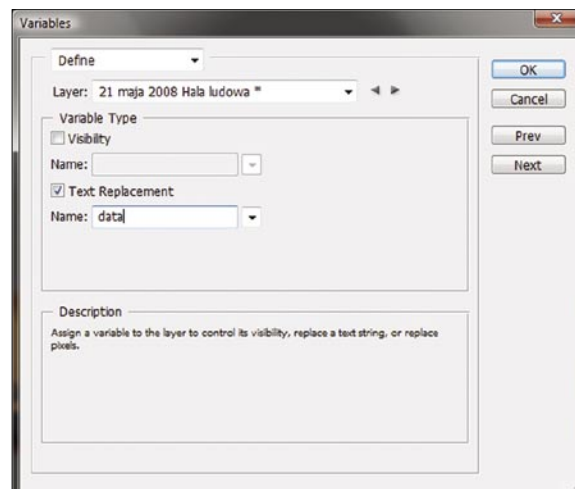 Variables
Define
OK
Layer: 21 maja 2008 Hala ludowa *
Cancel
Variable Type
Visibility
Prev
Name:
Next
Text Replacement
Name: data
Description
Assign a variable to the layer to control its visibility, replace a text string, or replace
pixels.